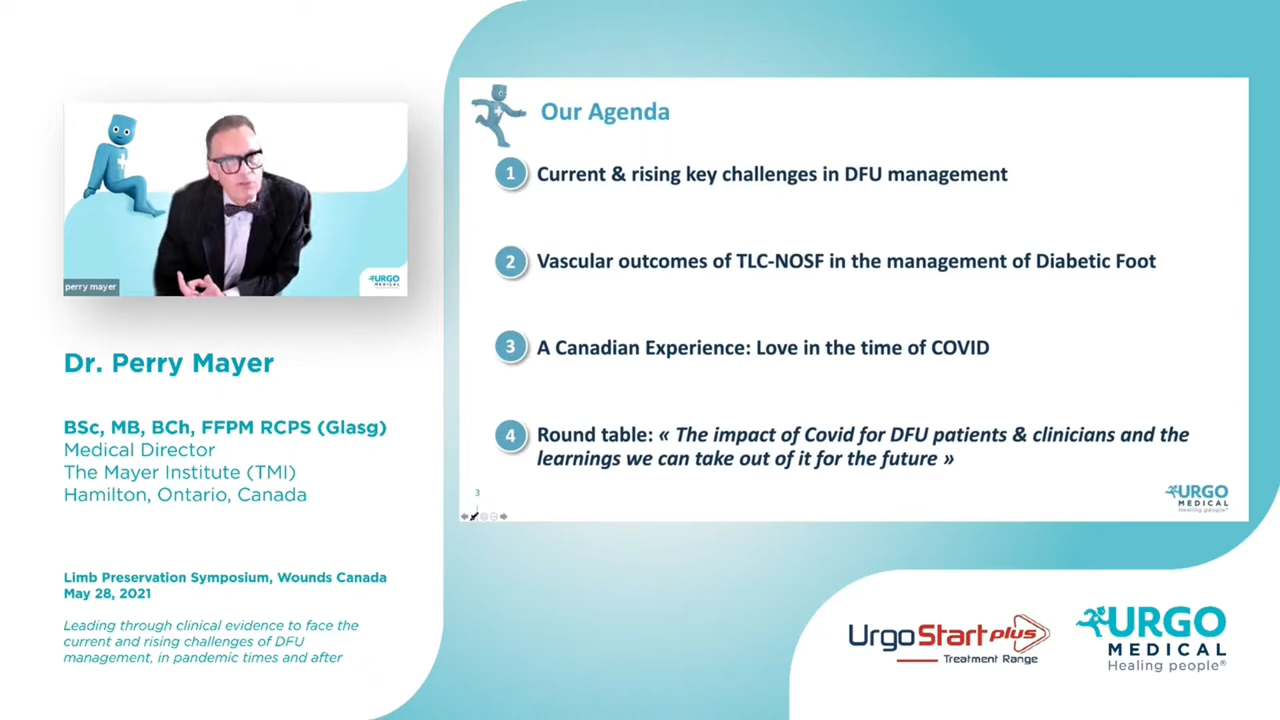 perry mayer
URGO
MEDICAL
Dr. Perry Mayer
BSc, MB, BCh, FFPM RCPS (Glasg)
Medical Director
The Mayer Institute (TMI)
Hamilton, Ontario, Canada
Limb Preservation Symposium, Wounds Canada
May 28, 2021
Leading through clinical evidence to face the
current and rising challenges of DFU
management, in pandemic times and after
Our Agenda
1 Current & rising key challenges in DFU management
2 Vascular outcomes of TLC-NOSF in the management of Diabetic Foot
3 A Canadian Experience: Love in the time of COVID
4 Round table: « The impact of Covid for DFU patients & clinicians and the
learnings we can take out of it for the future »
3
URGO
MEDICAL
Healing people®
UrgoStart plus
Treatment Range
URGO
MEDICAL
Healing people®